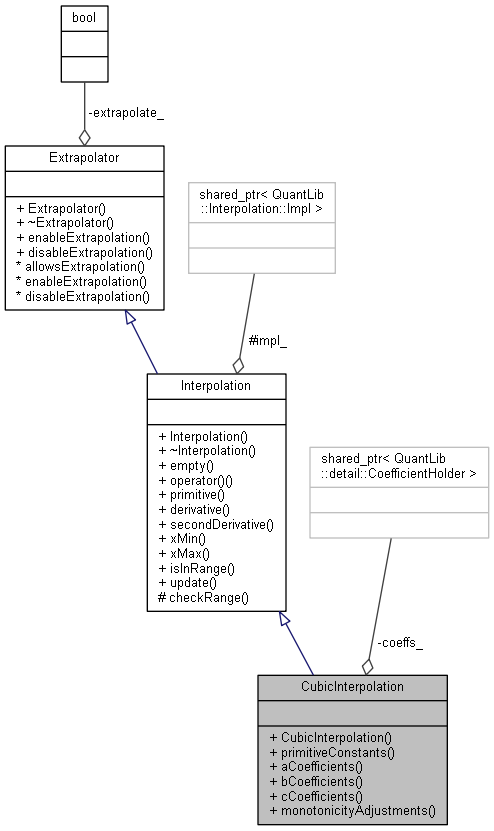 bool
-extrapolate_
Extrapolator
+ Extrapolator()
+ ~Extrapolator()
+ enableExtrapolation()
+ disableExtrapolation()
* allowsExtrapolation()
* enableExtrapolation()
* disableExtrapolation()
shared_ptr< QuantLib
::Interpolation::Impl >
#impl_
Interpolation
+ Interpolation()
+ ~Interpolation()
+ empty()
+ operator()()
+ primitive()
+ derivative()
+ secondDerivative()
+ xMin()
+ xMax()
+ isInRange()
+ update()
# checkRange()
shared_ptr< QuantLib
::detail::CoefficientHolder >
-coeffs_
CubicInterpolation
+ CubicInterpolation()
+ primitiveConstants()
+ aCoefficients()
+ bCoefficients()
+ cCoefficients()
+ monotonicityAdjustments()